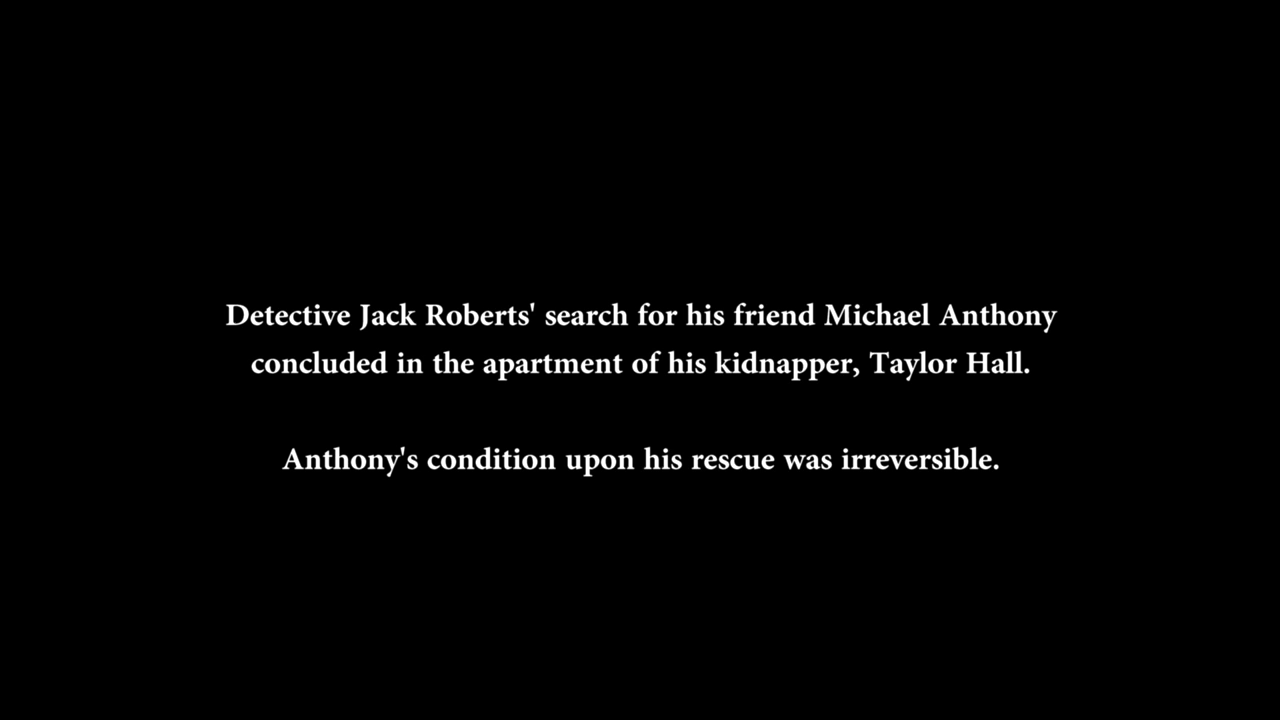 Detective Jack Roberts' search for his friend Michael Anthony
concluded in the apartment of his kidnapper, Taylor Hall.
Anthony's condition upon his rescue was irreversible.